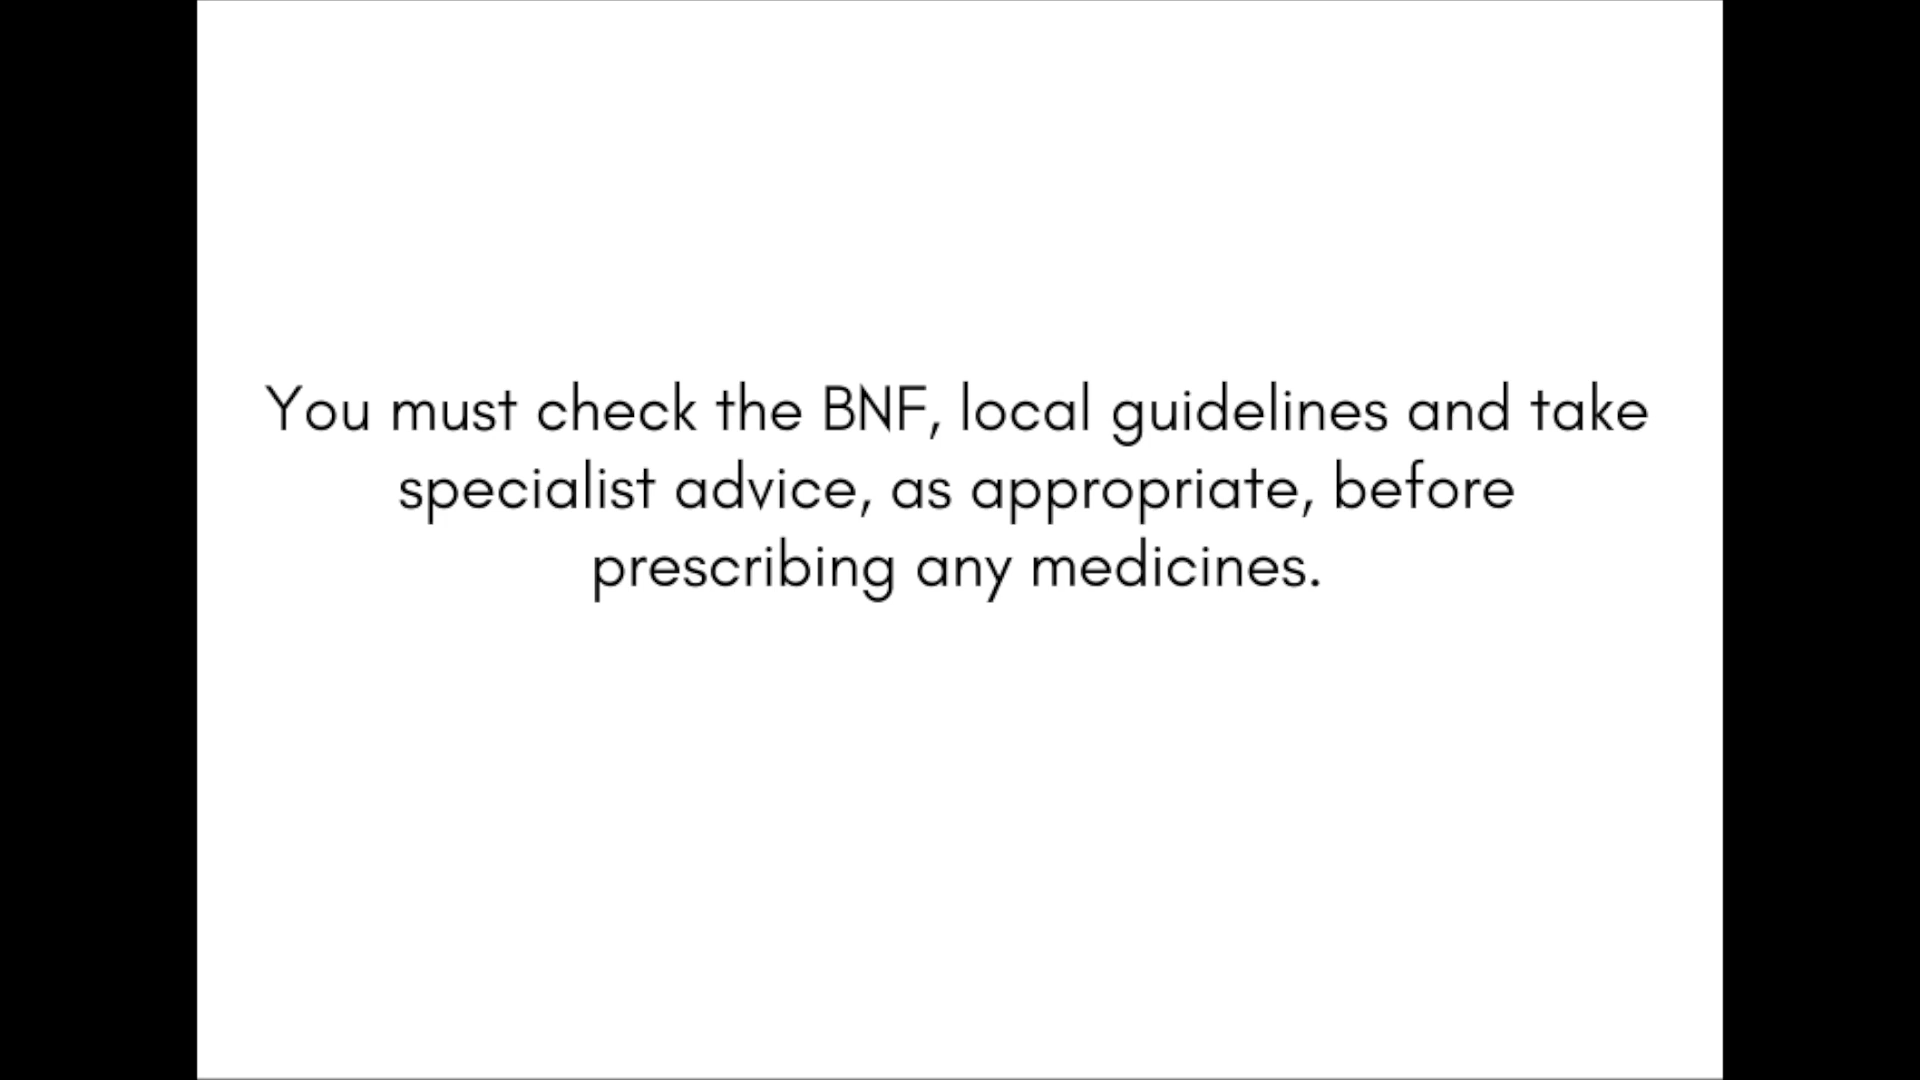 You must check the BNF, local guidelines and take
specialist advice, as appropriate, before
prescribing any medicines.